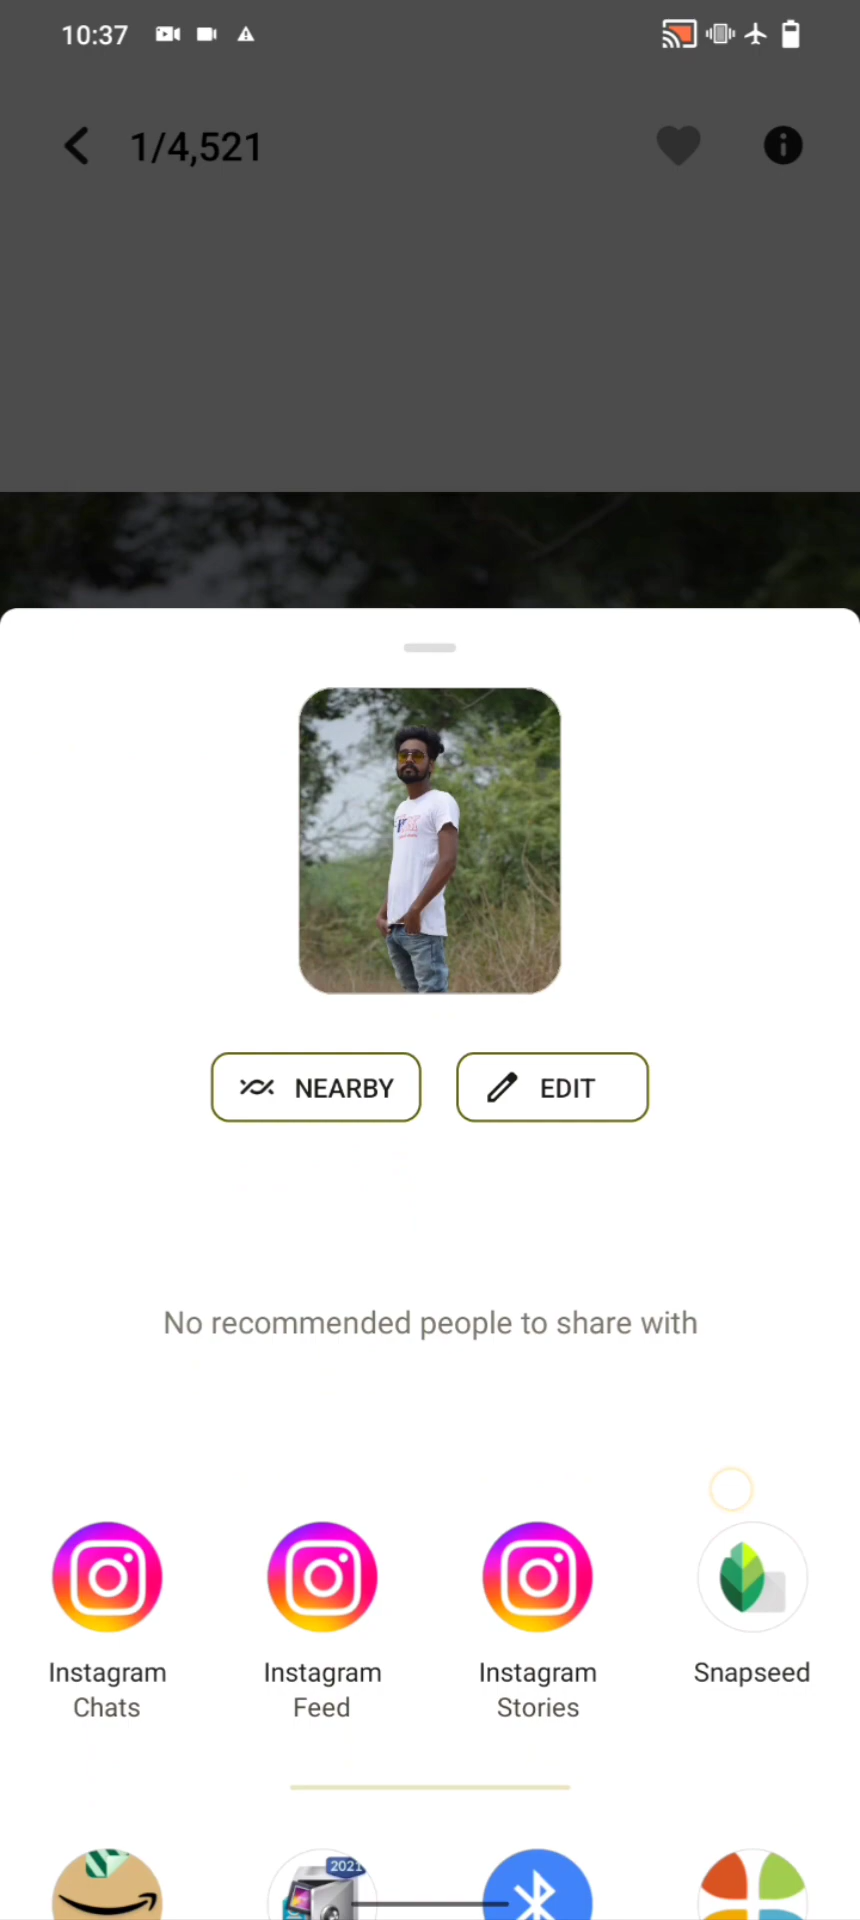 10:37
1/4,521
NEARBY
EDIT
No recommended people to share with
Instagram
Chats
Instagram
Feed
Instagram
Stories
Snapseed
2021